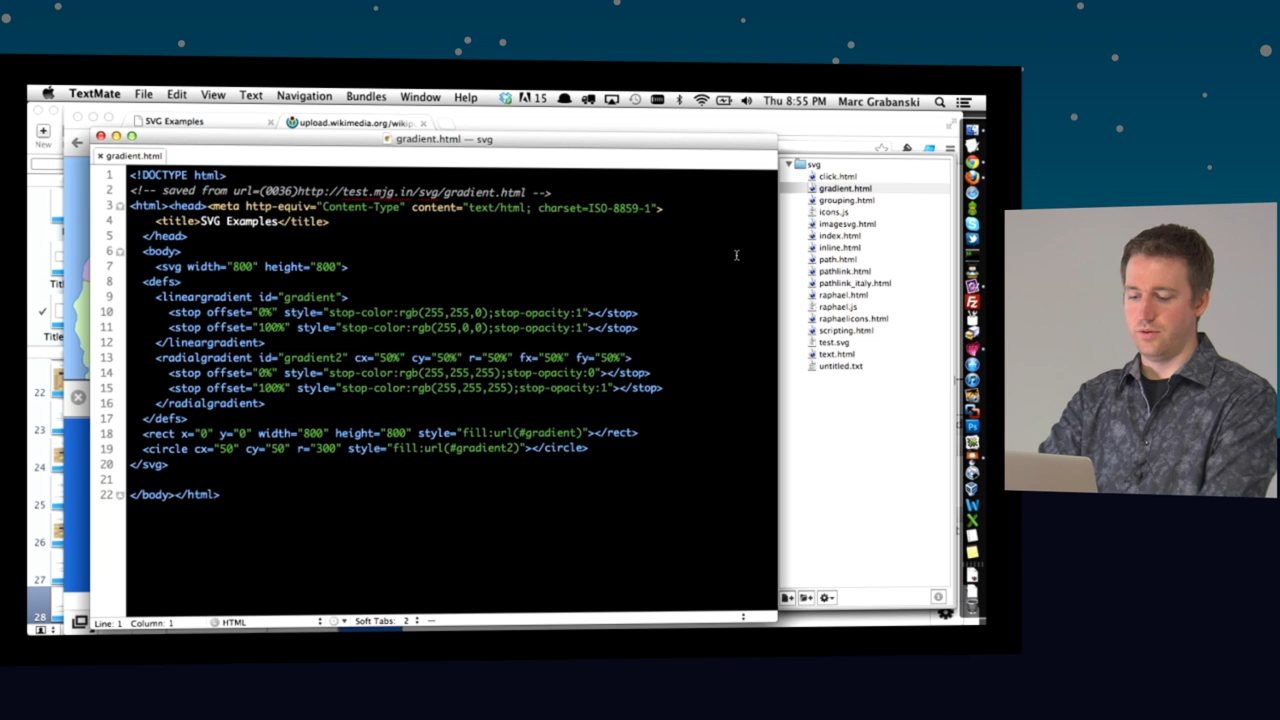 TextMate File Edit View Text Navigation Bundles Window Help 15 Thu 8:55 PM Marc Grabanski
SVG Examples
upload.wikimedia.org/wikip
New
gradient.html — svg
gradient.html
1 <!DOCTYPE html>
2 <!-- saved from url=(0036)http://test.mjg.in/svg/gradient.html -->
3 <html><head><meta http-equiv="Content-Type" content="text/html; charset=ISO-8859-1">
4 <title>SVG Examples</title>
5 </head>
6 <body>
7 <svg width="800" height="800">
8 <defs>
9 <lineargradient id="gradient">
10 <stop offset="0%" style="stop-color:rgb(255,255,0);stop-opacity:1"></stop>
11 <stop offset="100%" style="stop-color:rgb(255,0,0);stop-opacity:1"></stop>
12 </lineargradient>
13 <radialgradient id="gradient2" cx="50%" cy="50%" r="50%" fx="50%" fy="50%">
14 <stop offset="0%" style="stop-color:rgb(255,255,255);stop-opacity:0"></stop>
15 <stop offset="100%" style="stop-color:rgb(255,255,255);stop-opacity:1"></stop>
16 </radialgradient>
17 </defs>
18 <rect x="0" y="0" width="800" height="800" style="fill:url(#gradient)"></rect>
19 <circle cx="50" cy="50" r="300" style="fill:url(#gradient2)"></circle>
20 </svg>
21
22 </body></html>
Line: 1 Column: 1 HTML Soft Tabs: 2
svg
click.html
gradient.html
grouping.html
icons.js
imagesvg.html
index.html
inline.html
path.html
pathlink.html
pathlink_italy.html
raphael.html
raphael.js
raphaelicons.html
scripting.html
test.svg
text.html
untitled.txt
Title
22
23
24
25
26
27
28